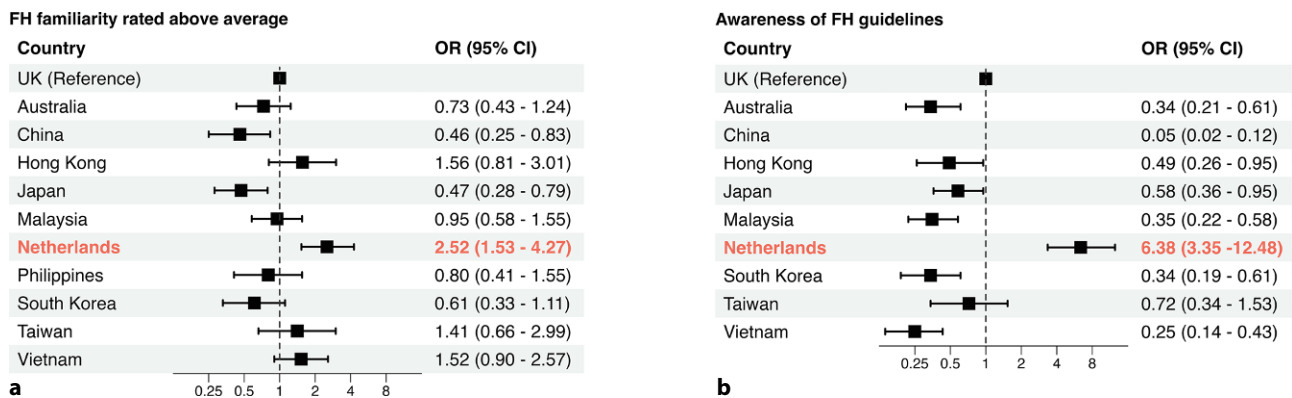 FH familiarity rated above average
Country OR (95% CI)
UK (Reference)
Australia 0.73 (0.43 - 1.24)
China 0.46 (0.25 - 0.83)
Hong Kong 1.56 (0.81 - 3.01)
Japan 0.47 (0.28 - 0.79)
Malaysia 0.95 (0.58 - 1.55)
Netherlands 2.52 (1.53 - 4.27)
Philippines 0.80 (0.41 - 1.55)
South Korea 0.61 (0.33 - 1.11)
Taiwan 1.41 (0.66 - 2.99)
Vietnam 1.52 (0.90 - 2.57)
0.25 0.5 1 2 4 8
a
Awareness of FH guidelines
Country OR (95% CI)
UK (Reference)
Australia 0.34 (0.21 - 0.61)
China 0.05 (0.02 - 0.12)
Hong Kong 0.49 (0.26 - 0.95)
Japan 0.58 (0.36 - 0.95)
Malaysia 0.35 (0.22 - 0.58)
Netherlands 6.38 (3.35 -12.48)
South Korea 0.34 (0.19 - 0.61)
Taiwan 0.72 (0.34 - 1.53)
Vietnam 0.25 (0.14 - 0.43)
0.25 0.5 1 2 4 8
b